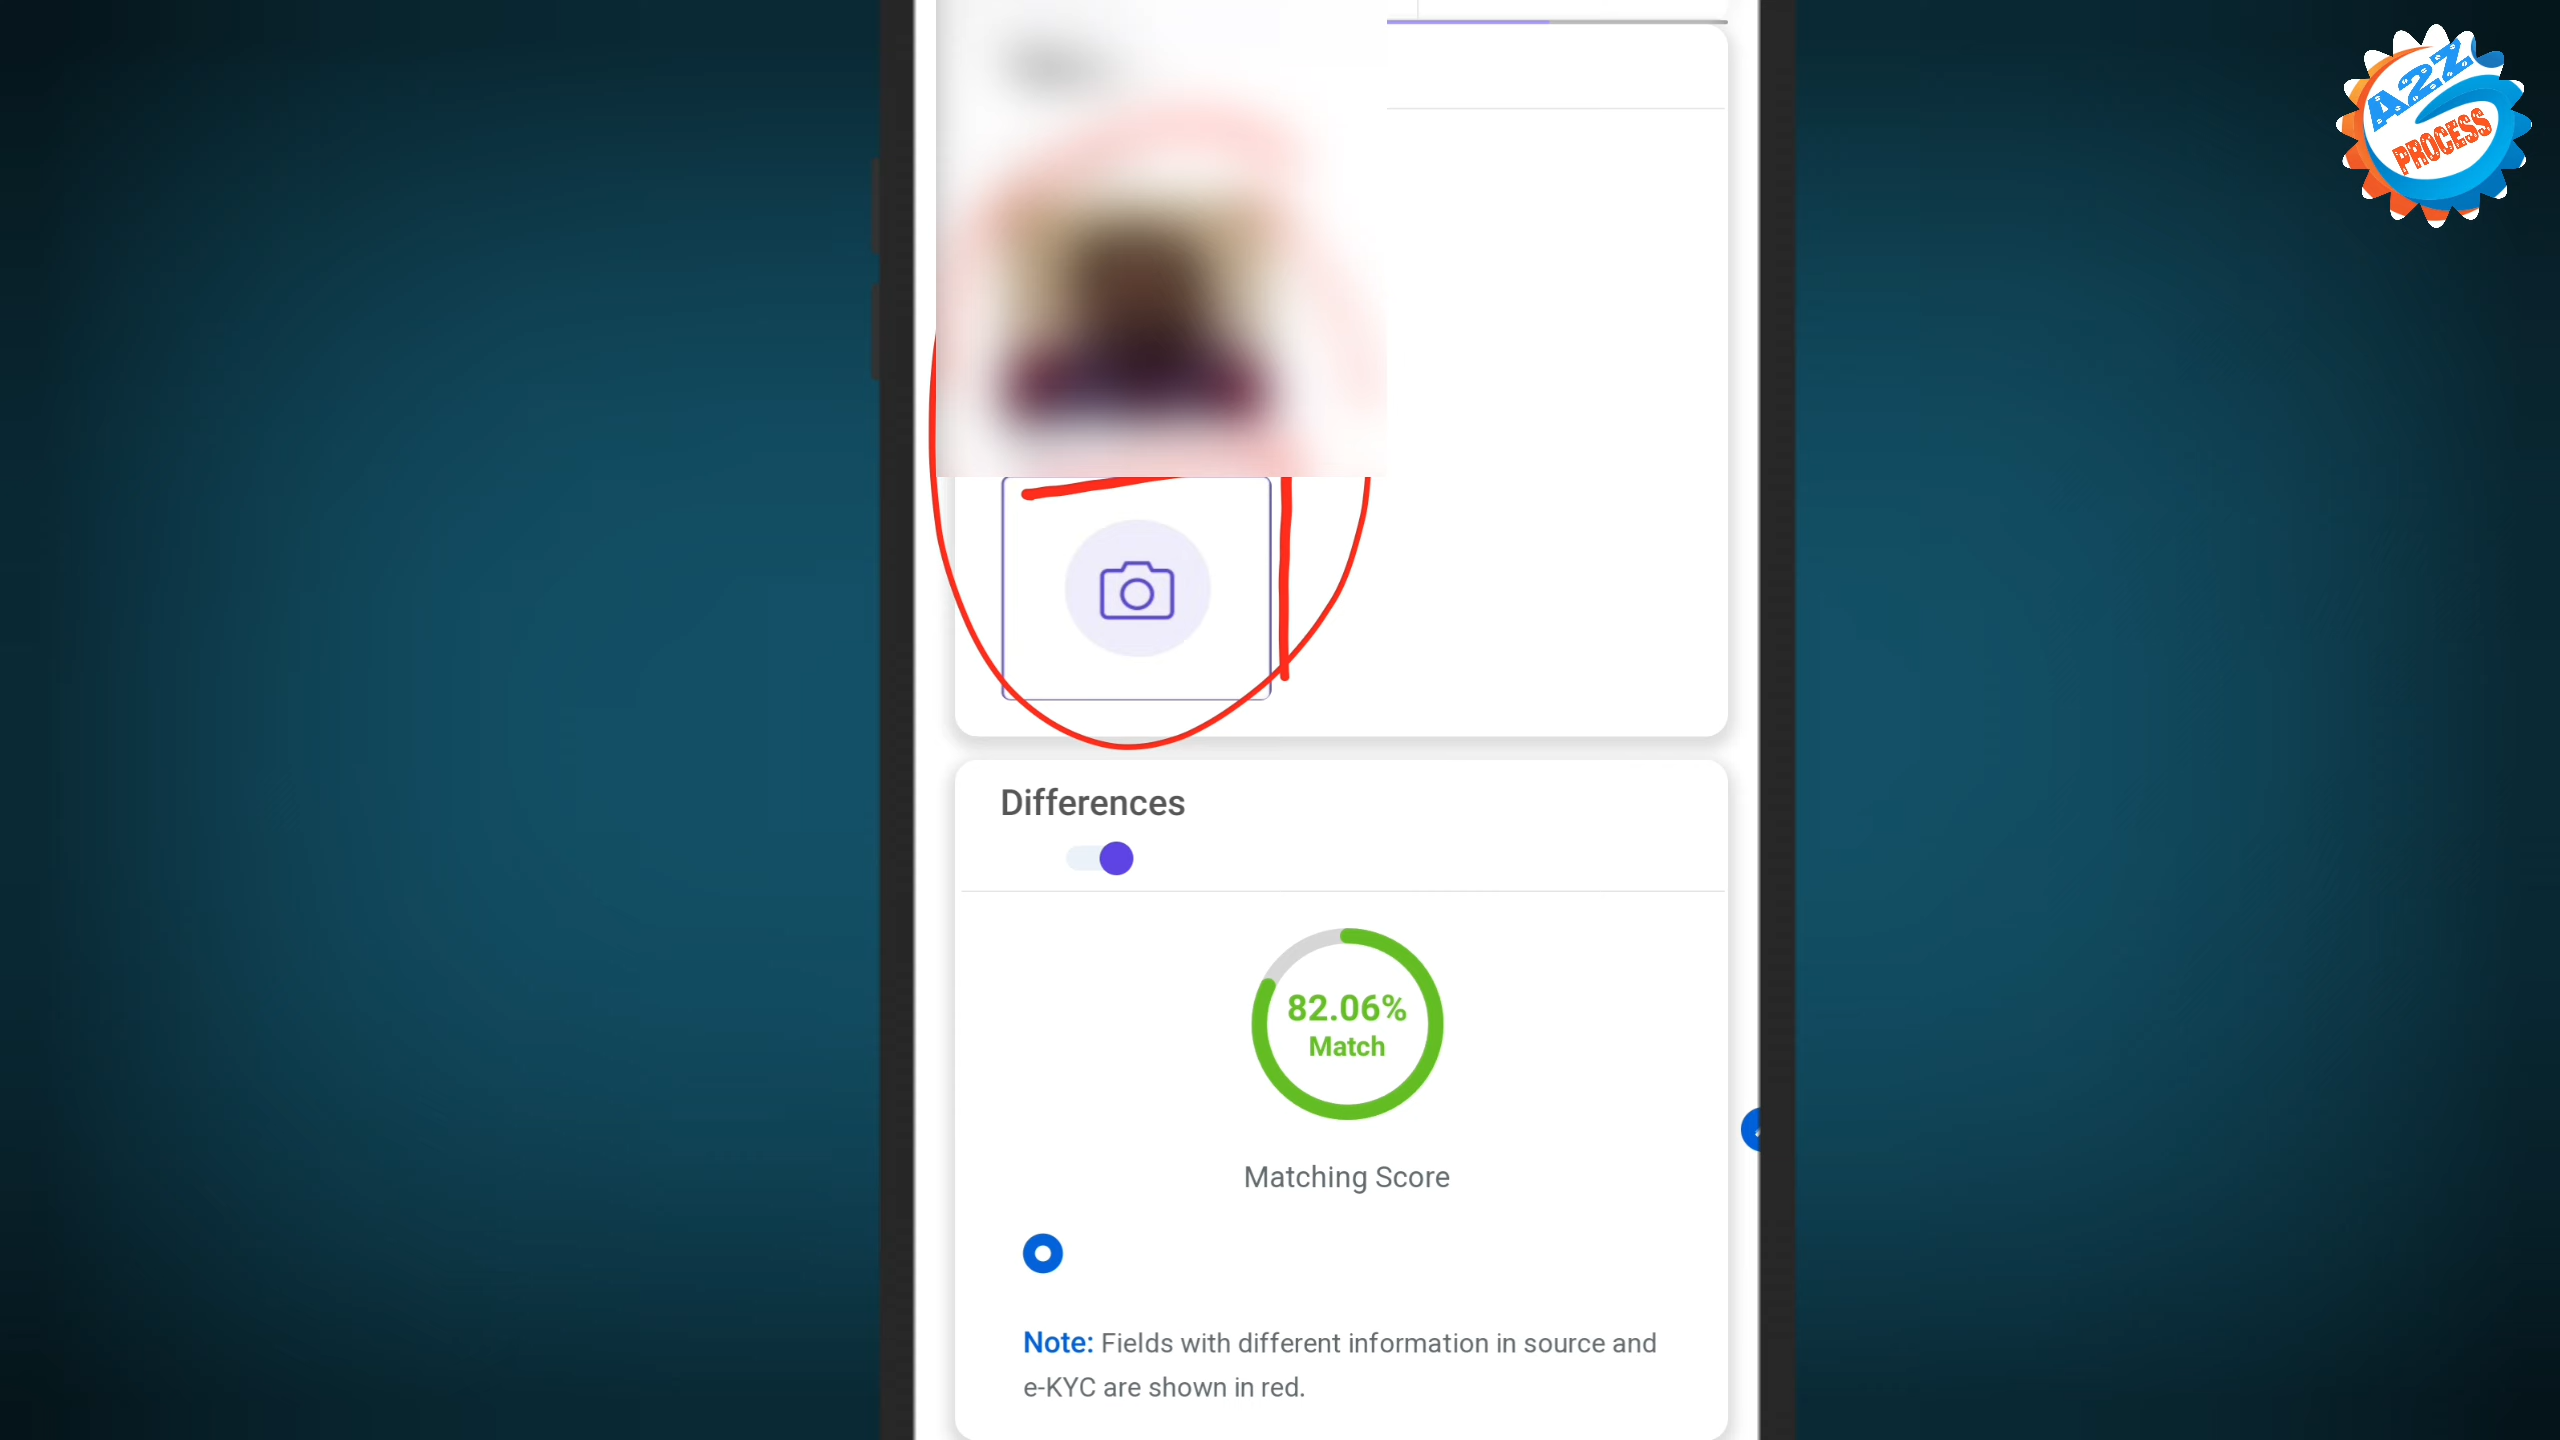 A2Z
PROCESS
Differences
82.06%
Match
Matching Score
Note: Fields with different information in source and
e-KYC are shown in red.